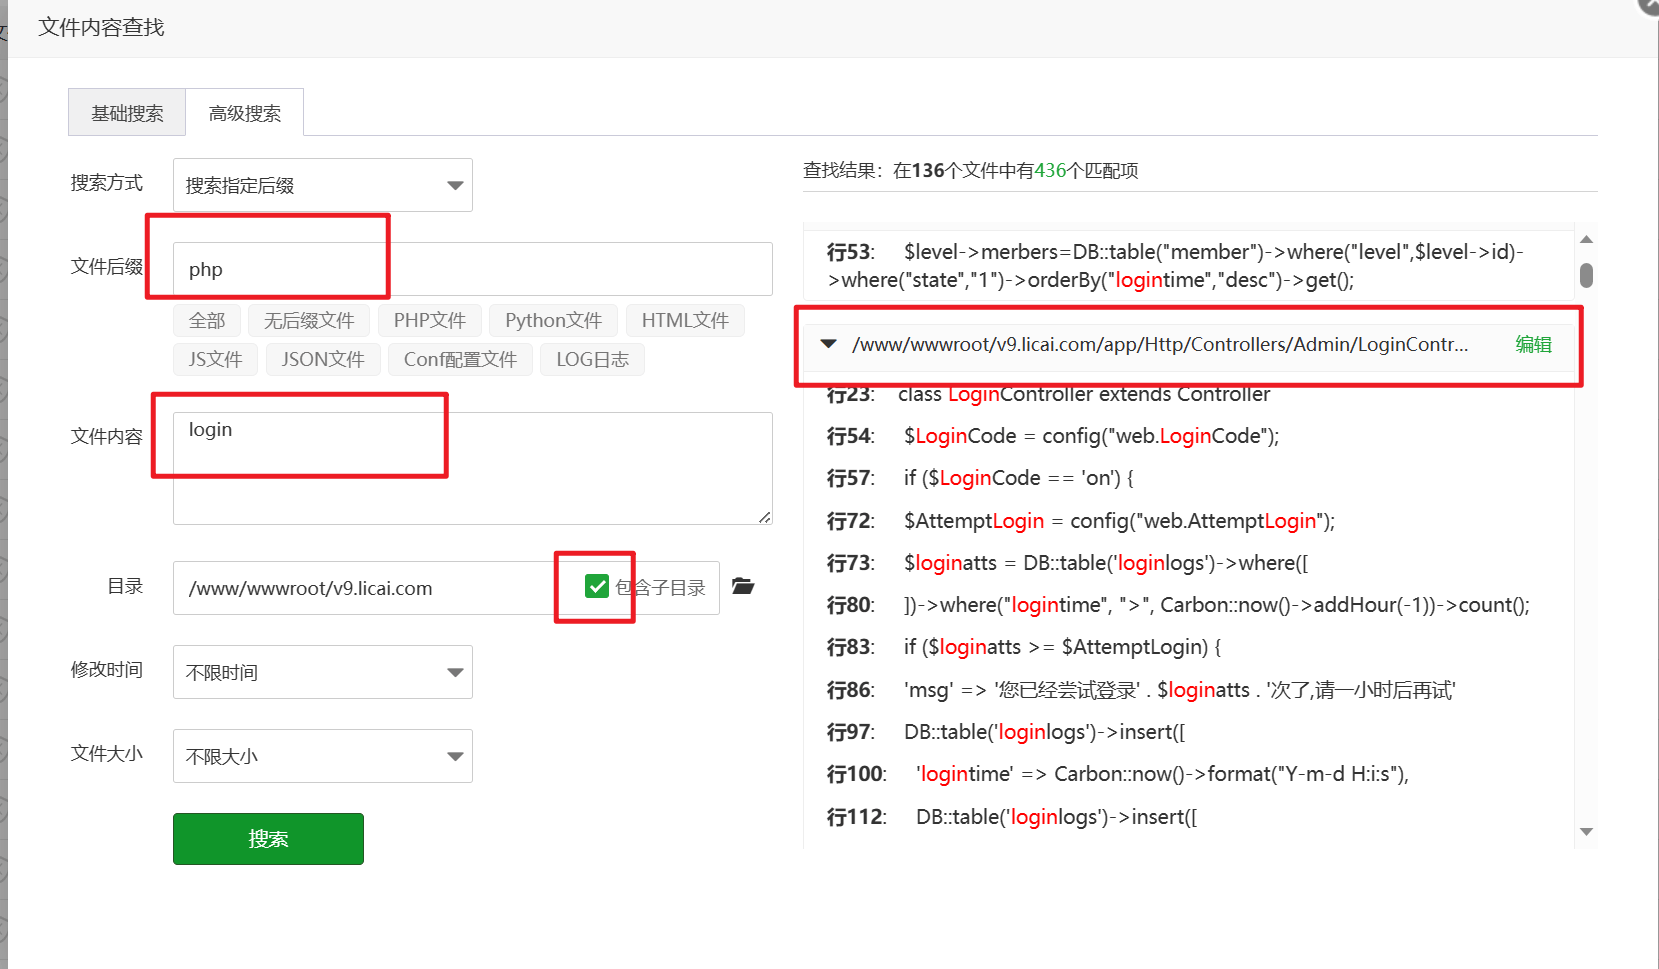 文件内容查找
基础搜索 高级搜索
搜索方式 搜索指定后缀
文件后缀 php
全部 无后缀文件 PHP文件 Python文件 HTML文件
JS文件 JSON文件 Conf配置文件 LOG日志
文件内容 login
目录 /www/wwwroot/v9.licai.com 包含子目录
修改时间 不限时间
文件大小 不限大小
搜索
查找结果：在136个文件中有436个匹配项
行53: $level->merbers=DB::table("member")->where("level",$level->id)-
>where("state","1")->orderBy("logintime","desc")->get();
/www/wwwroot/v9.licai.com/app/Http/Controllers/Admin/LoginContr... 编辑
行23: class LoginController extends Controller
行54: $LoginCode = config("web.LoginCode");
行57: if ($LoginCode == 'on') {
行72: $AttemptLogin = config("web.AttemptLogin");
行73: $loginatts = DB::table('loginlogs')->where([
行80: ])->where("logintime", ">", Carbon::now()->addHour(-1))->count();
行83: if ($loginatts >= $AttemptLogin) {
行86: 'msg' => '您已经尝试登录' . $loginatts . '次了,请一小时后再试'
行97: DB::table('loginlogs')->insert([
行100: 'logintime' => Carbon::now()->format("Y-m-d H:i:s"),
行112: DB::table('loginlogs')->insert([